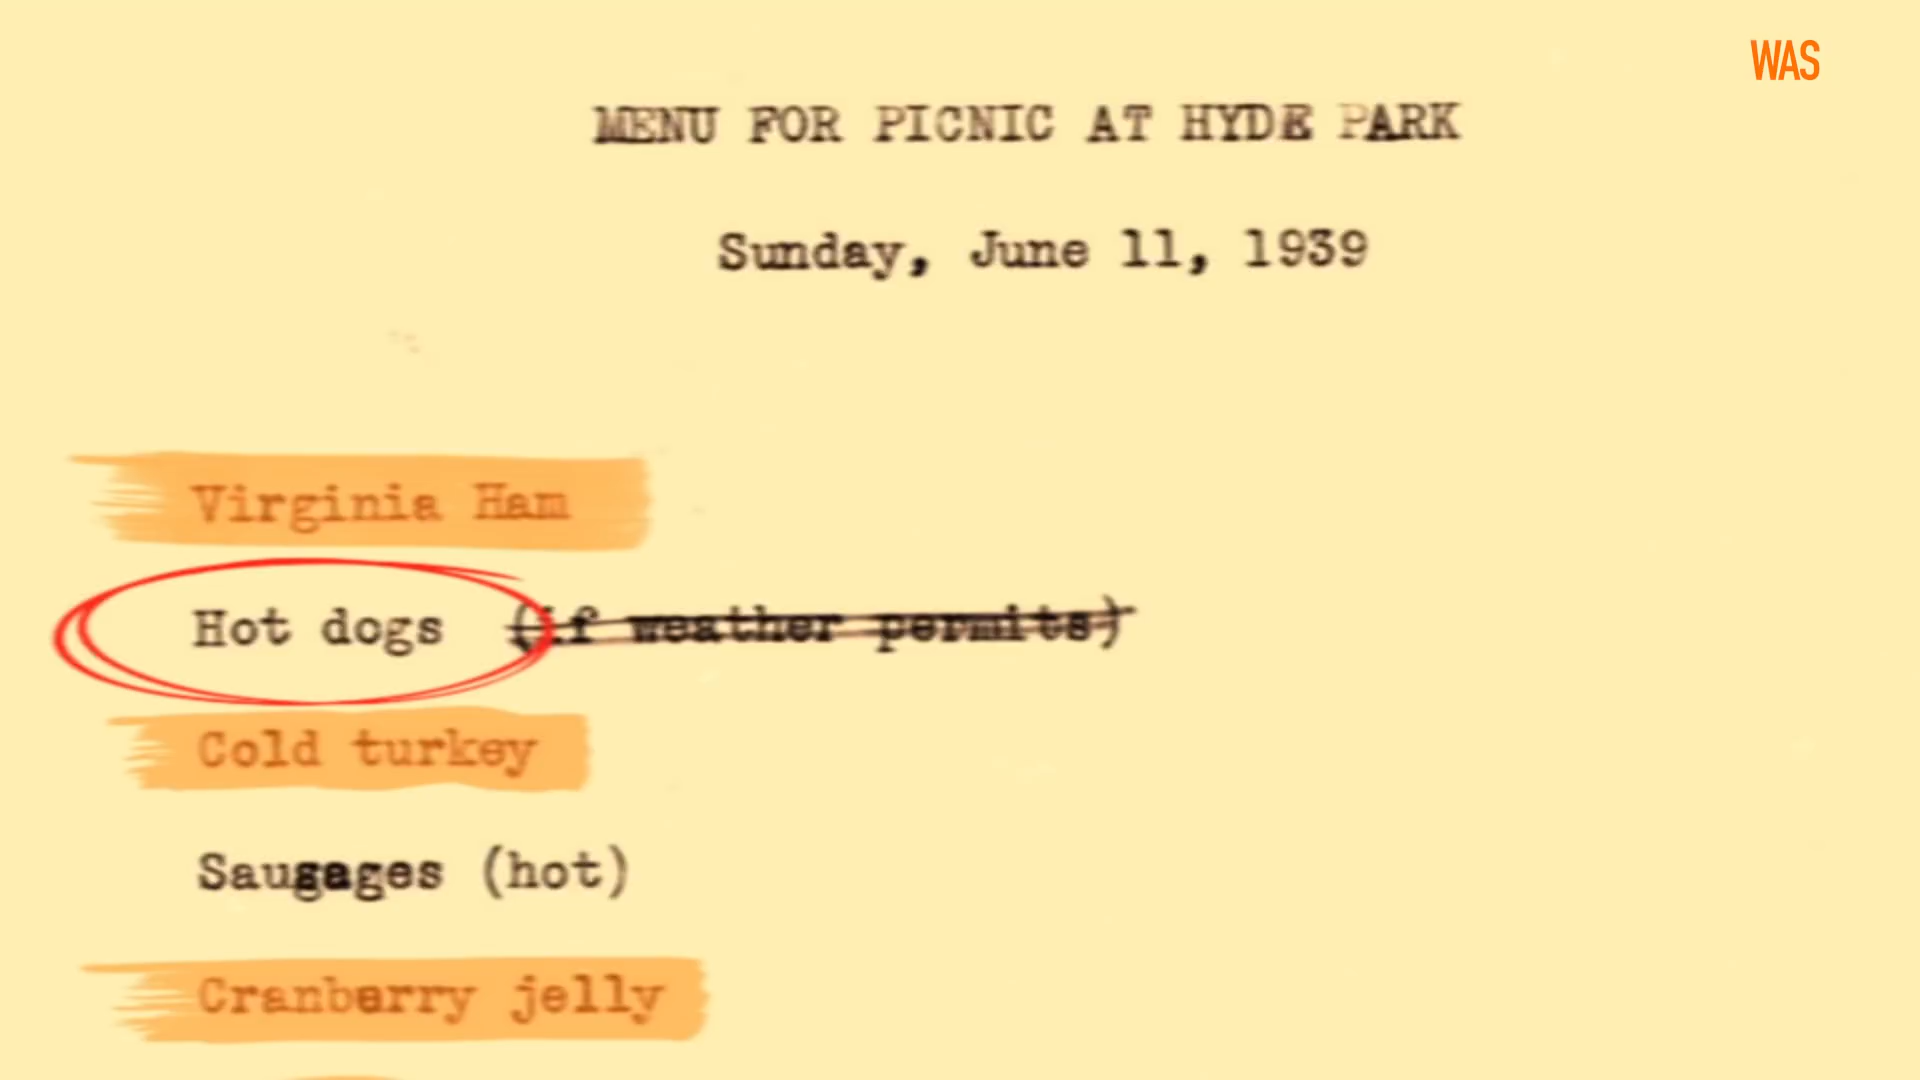 WAS
MENU FOR PICNIC AT HYDE PARK
Sunday, June 11, 1939
Virginia Ham
Hot dogs (if weather permits)
Cold turkey
Sausages (hot)
Cranberry jelly